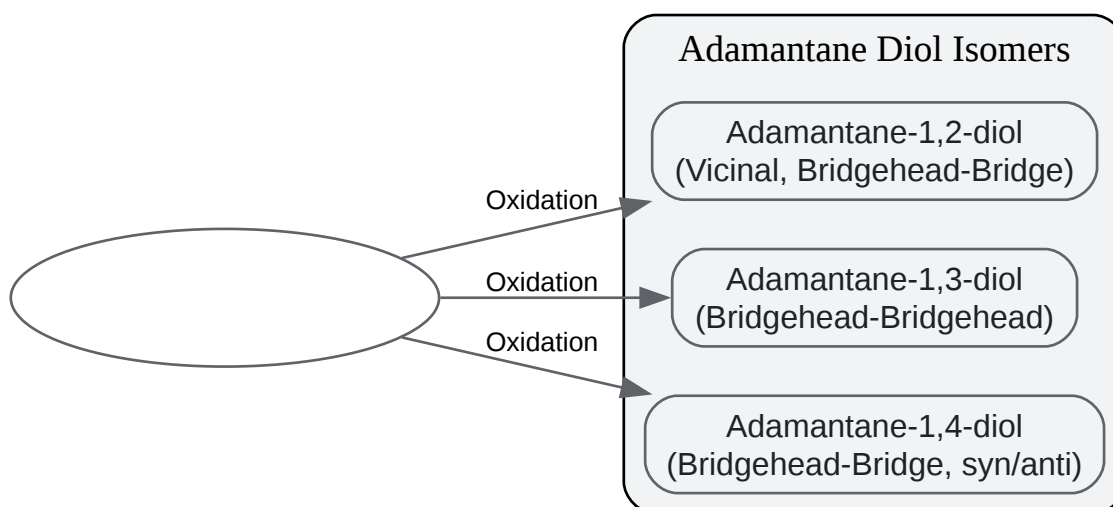 Adamantane Diol Isomers
Adamantane-1,2-diol
(Vicinal, Bridgehead-Bridge)
Oxidation
Oxidation
Adamantane-1,3-diol
(Bridgehead-Bridgehead)
Oxidation
Adamantane-1,4-diol
(Bridgehead-Bridge, syn/anti)